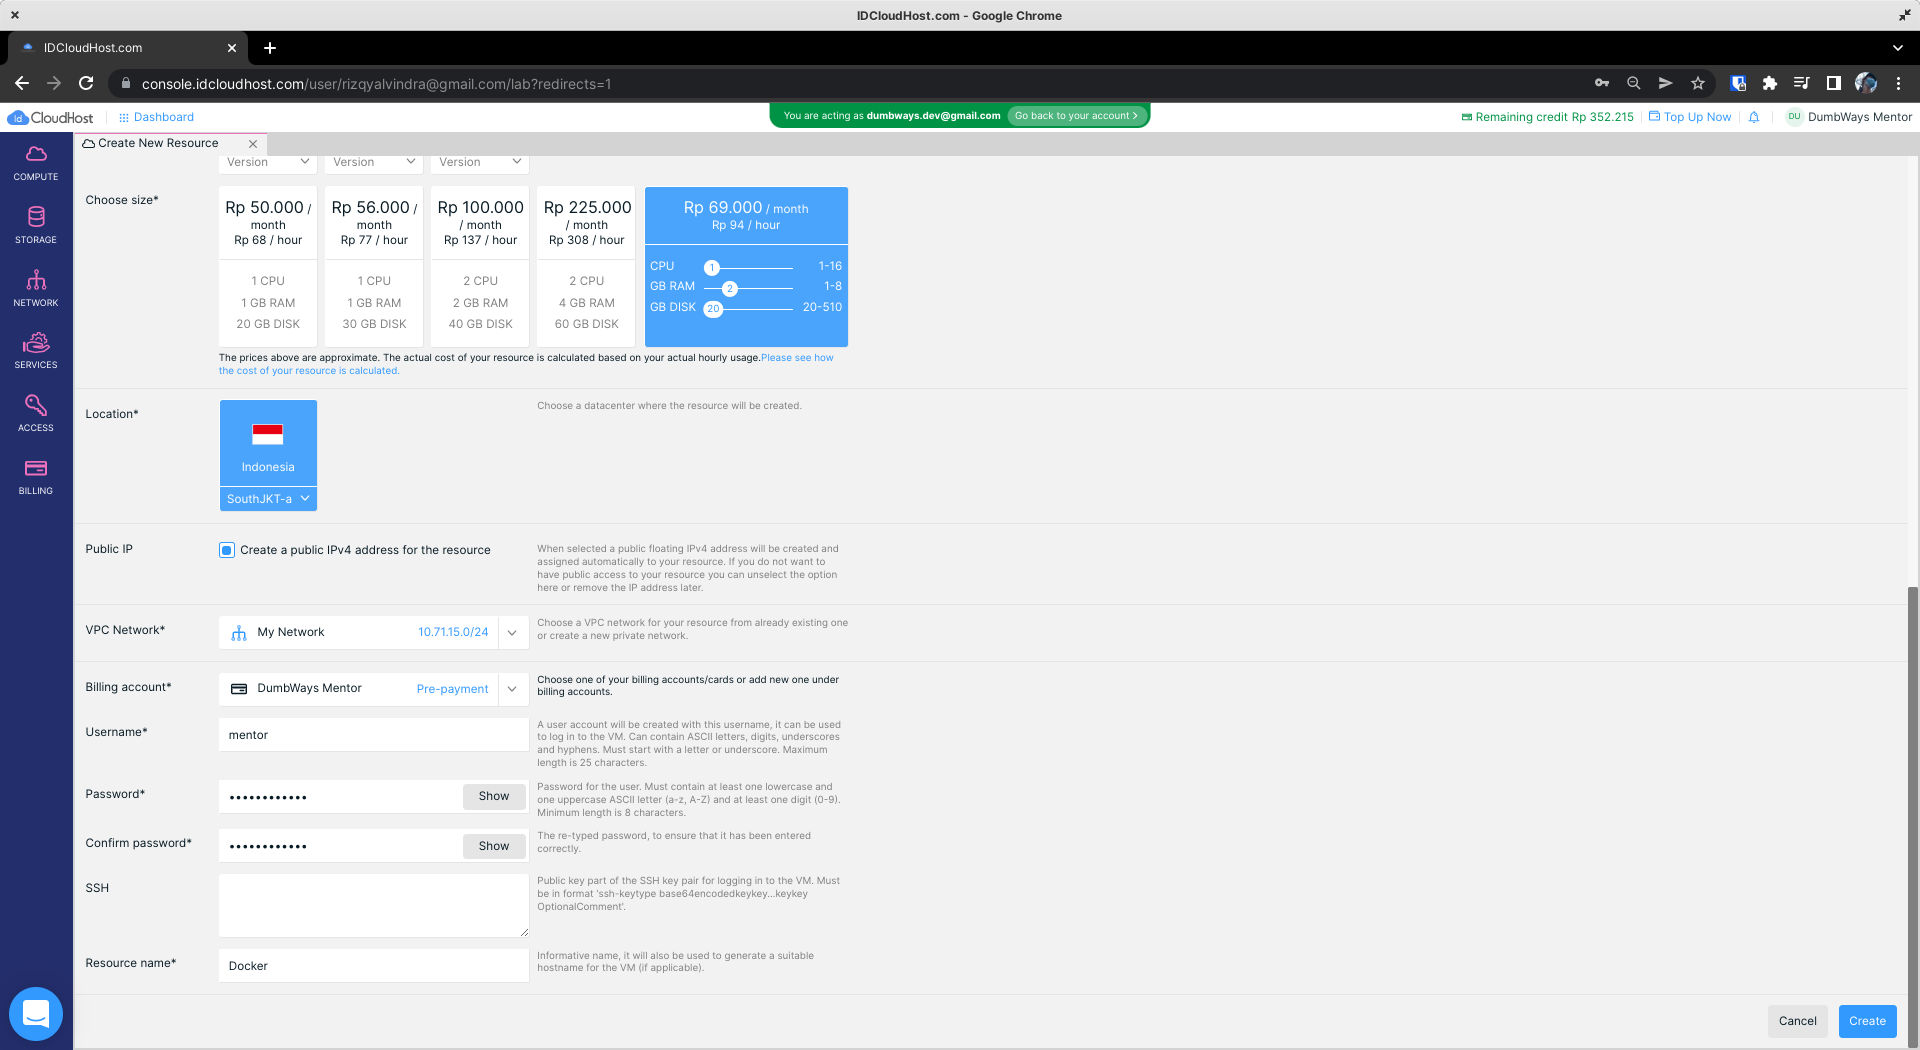 IDCloudHost.com - Google Chrome
IDCloudHost.com
console.idcloudhost.com/user/rizqyalvindra@gmail.com/lab?redirects=1
Id CloudHost
Dashboard
You are acting as dumbways.dev@gmail.com Go back to your account >
Remaining credit Rp 352.215
Top Up Now
DU DumbWays Mentor
Create New Resource
COMPUTE
STORAGE
NETWORK
SERVICES
ACCESS
BILLING
Version Version Version
Choose size*
Rp 50.000 /
month
Rp 68 / hour
1 CPU
1 GB RAM
20 GB DISK
Rp 56.000 /
month
Rp 77 / hour
1 CPU
1 GB RAM
30 GB DISK
Rp 100.000
/ month
Rp 137 / hour
2 CPU
2 GB RAM
40 GB DISK
Rp 225.000
/ month
Rp 308 / hour
2 CPU
4 GB RAM
60 GB DISK
Rp 69.000 / month
Rp 94 / hour
CPU 1 1-16
GB RAM 2 1-8
GB DISK 20 20-510
The prices above are approximate. The actual cost of your resource is calculated based on your actual hourly usage.Please see how
the cost of your resource is calculated.
Location*
Indonesia
SouthJKT-a
Choose a datacenter where the resource will be created.
Public IP
Create a public IPv4 address for the resource
When selected a public floating IPv4 address will be created and
assigned automatically to your resource. If you do not want to
have public access to your resource you can unselect the option
here or remove the IP address later.
VPC Network*
My Network 10.71.15.0/24
Choose a VPC network for your resource from already existing one
or create a new private network.
Billing account*
DumbWays Mentor Pre-payment
Choose one of your billing accounts/cards or add new one under
billing accounts.
Username*
mentor
A user account will be created with this username, it can be used
to log in to the VM. Can contain ASCII letters, digits, underscores
and hyphens. Must start with a letter or underscore. Maximum
length is 25 characters.
Password*
•••••••••••• Show
Password for the user. Must contain at least one lowercase and
one uppercase ASCII letter (a-z, A-Z) and at least one digit (0-9).
Minimum length is 8 characters.
Confirm password*
•••••••••••• Show
The re-typed password, to ensure that it has been entered
correctly.
SSH
Public key part of the SSH key pair for logging in to the VM. Must
be in format 'ssh-keytype base64encodedkeykey...keykey
OptionalComment'.
Resource name*
Docker
Informative name, it will also be used to generate a suitable
hostname for the VM (if applicable).
Cancel
Create